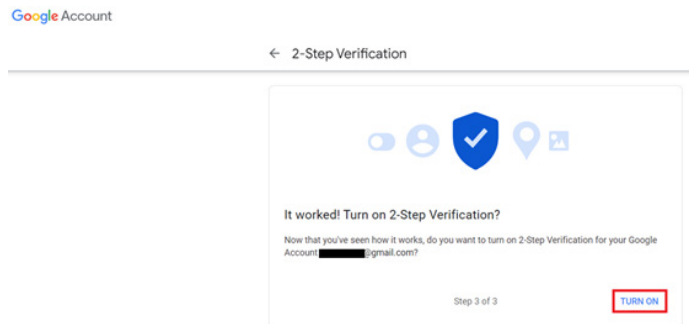 Google Account
← 2-Step Verification
It worked! Turn on 2-Step Verification?
Now that you've seen how it works, do you want to turn on 2-Step Verification for your Google
Account @gmail.com?
Step 3 of 3
TURN ON